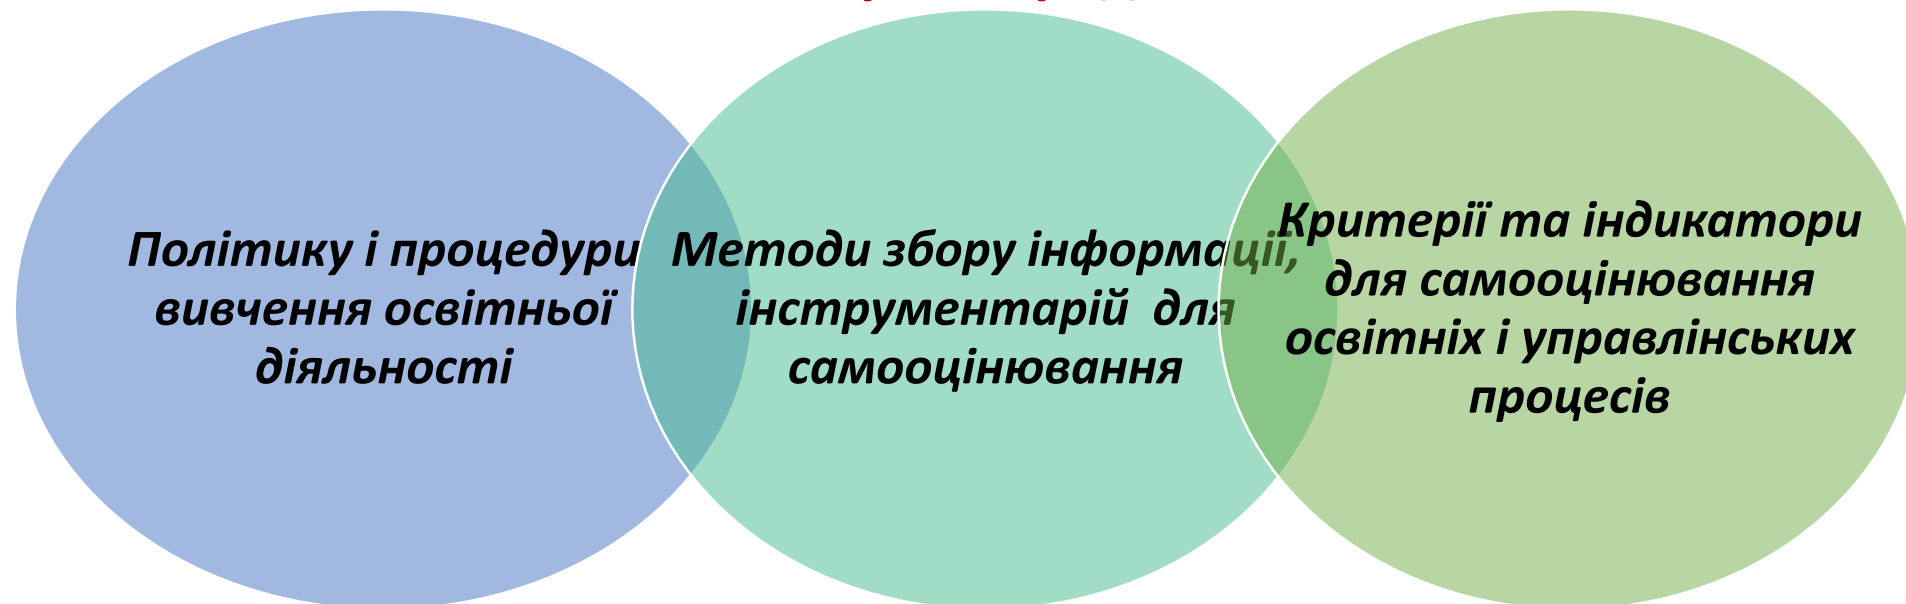 Політику і процедури
вивчення освітньої
діяльності
Методи збору інформації,
інструментарій для
самооцінювання
Критерії та індикатори
для самооцінювання
освітніх і управлінських
процесів